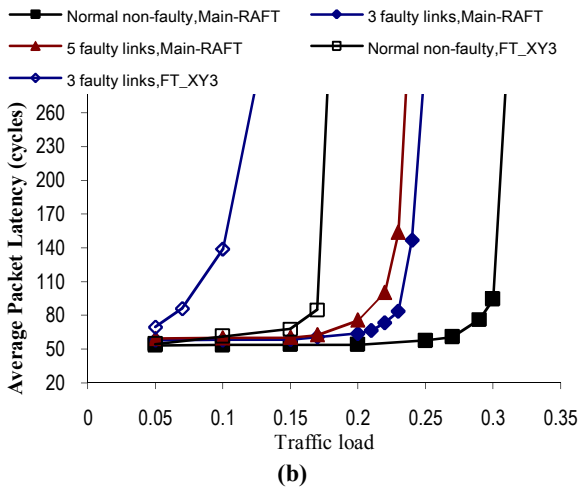 Normal non-faulty,Main-RAFT
3 faulty links,Main-RAFT
5 faulty links,Main-RAFT
Normal non-faulty,FT_XY3
3 faulty links,FT_XY3
Average Packet Latency (cycles)
260
230
200
170
140
110
80
50
20
0 0.05 0.1 0.15 0.2 0.25 0.3 0.35
Traffic load
(b)